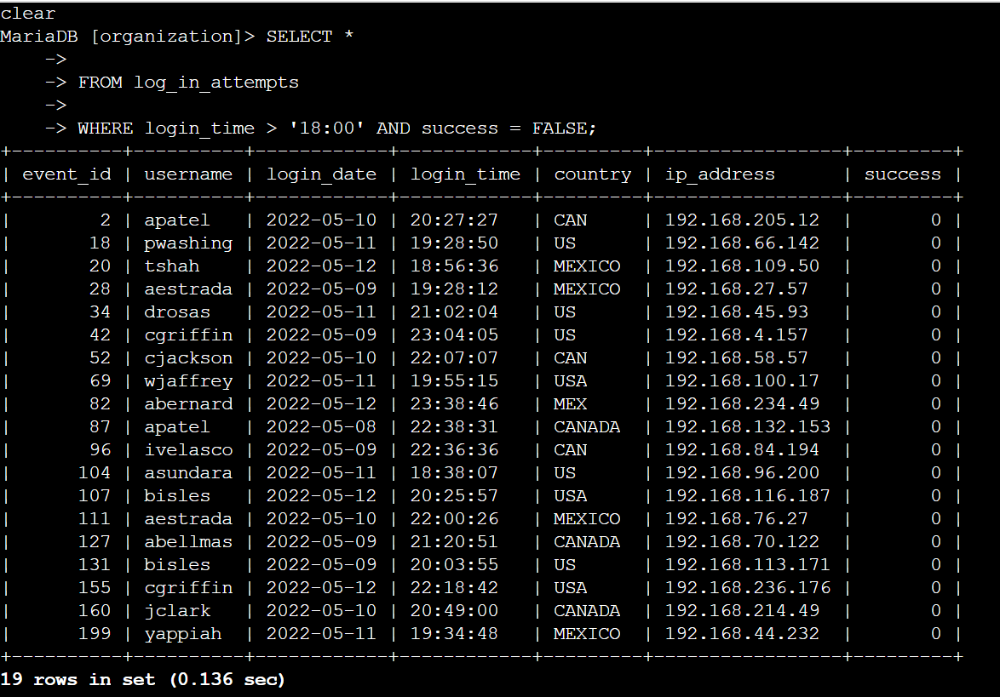 clear
MariaDB [organization]> SELECT *
    ->
    -> FROM log_in_attempts
    ->
    -> WHERE login_time > '18:00' AND success = FALSE;
+----------+----------+------------+------------+---------+-----------------+---------+
| event_id | username | login_date | login_time | country | ip_address      | success |
+----------+----------+------------+------------+---------+-----------------+---------+
|        2 | apatel   | 2022-05-10 | 20:27:27   | CAN     | 192.168.205.12  |       0 |
|       18 | pwashing | 2022-05-11 | 19:28:50   | US      | 192.168.66.142  |       0 |
|       20 | tshah    | 2022-05-12 | 18:56:36   | MEXICO  | 192.168.109.50  |       0 |
|       28 | aestrada | 2022-05-09 | 19:28:12   | MEXICO  | 192.168.27.57   |       0 |
|       34 | drosas   | 2022-05-11 | 21:02:04   | US      | 192.168.45.93   |       0 |
|       42 | cgriffin | 2022-05-09 | 23:04:05   | US      | 192.168.4.157   |       0 |
|       52 | cjackson | 2022-05-10 | 22:07:07   | CAN     | 192.168.58.57   |       0 |
|       69 | wjaffrey | 2022-05-11 | 19:55:15   | USA     | 192.168.100.17  |       0 |
|       82 | abernard | 2022-05-12 | 23:38:46   | MEX     | 192.168.234.49  |       0 |
|       87 | apatel   | 2022-05-08 | 22:38:31   | CANADA  | 192.168.132.153 |       0 |
|       96 | ivelasco | 2022-05-09 | 22:36:36   | CAN     | 192.168.84.194  |       0 |
|      104 | asundara | 2022-05-11 | 18:38:07   | US      | 192.168.96.200  |       0 |
|      107 | bisles   | 2022-05-12 | 20:25:57   | USA     | 192.168.116.187 |       0 |
|      111 | aestrada | 2022-05-10 | 22:00:26   | MEXICO  | 192.168.76.27   |       0 |
|      127 | abellmas | 2022-05-09 | 21:20:51   | CANADA  | 192.168.70.122  |       0 |
|      131 | bisles   | 2022-05-09 | 20:03:55   | US      | 192.168.113.171 |       0 |
|      155 | cgriffin | 2022-05-12 | 22:18:42   | USA     | 192.168.236.176 |       0 |
|      160 | jclark   | 2022-05-10 | 20:49:00   | CANADA  | 192.168.214.49  |       0 |
|      199 | yappiah  | 2022-05-11 | 19:34:48   | MEXICO  | 192.168.44.232  |       0 |
+----------+----------+------------+------------+---------+-----------------+---------+
19 rows in set (0.136 sec)